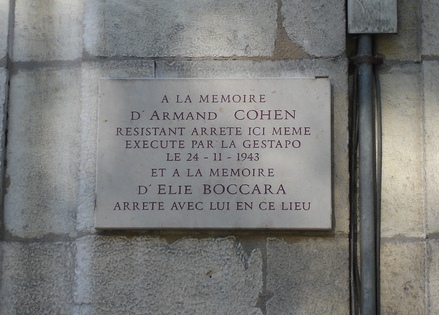 A LA MEMOIRE
D'ARMAND COHEN
RESISTANT ARRETE ICI MEME
EXECUTE PAR LA GESTAPO
LE 24 - 11 - 1943
ET A LA MEMOIRE
D'ELIE BOCCARA
ARRETE AVEC LUI EN CE LIEU